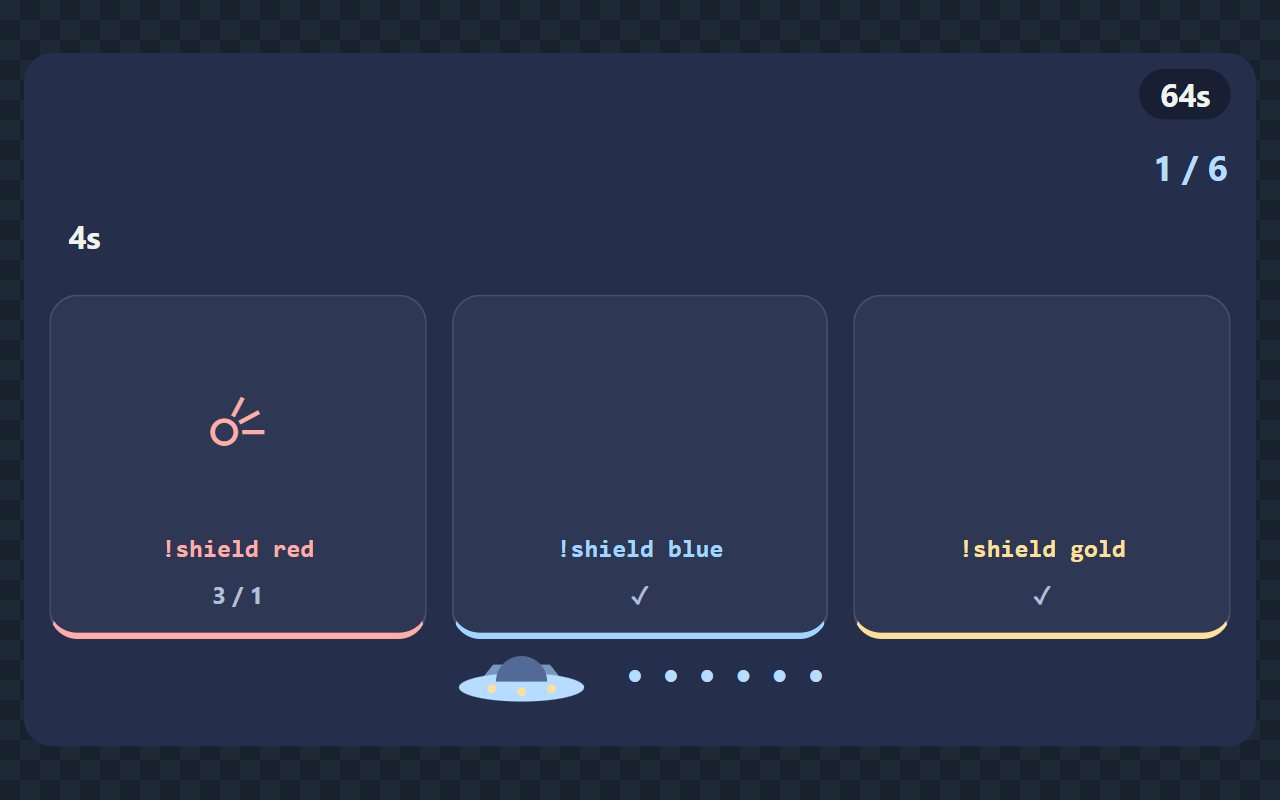 64s
1 / 6
4s
!shield red
!shield blue
!shield gold
3 / 1
✓
✓